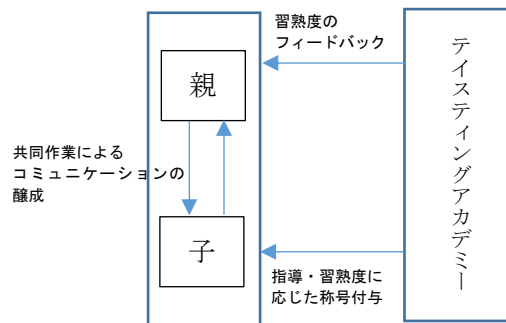 習熟度の
フィードバック
親
共同作業による
コミュニケーションの
醸成
子
指導・習熟度に
応じた称号付与
テイスティングアカデミー